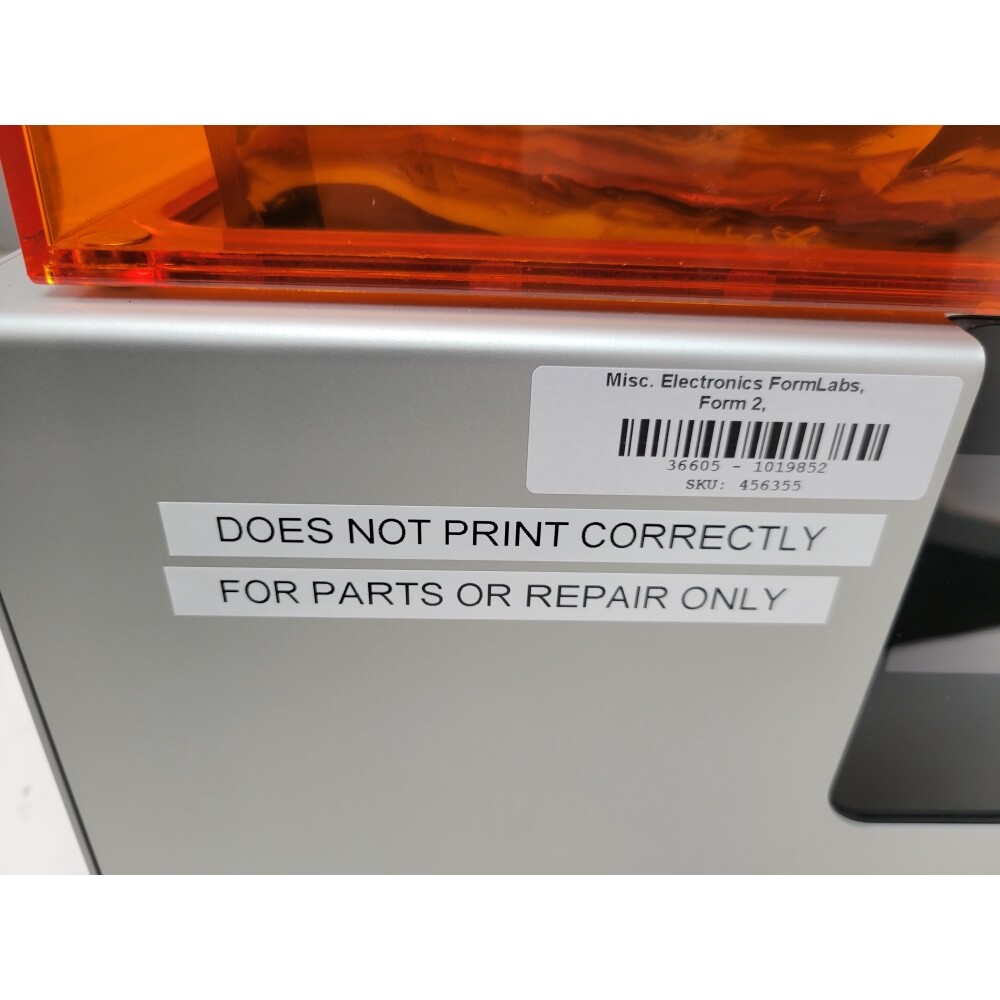 Misc. Electronics FormLabs,
Form 2,
36605 - 1019852
SKU: 456355
DOES NOT PRINT CORRECTLY
FOR PARTS OR REPAIR ONLY